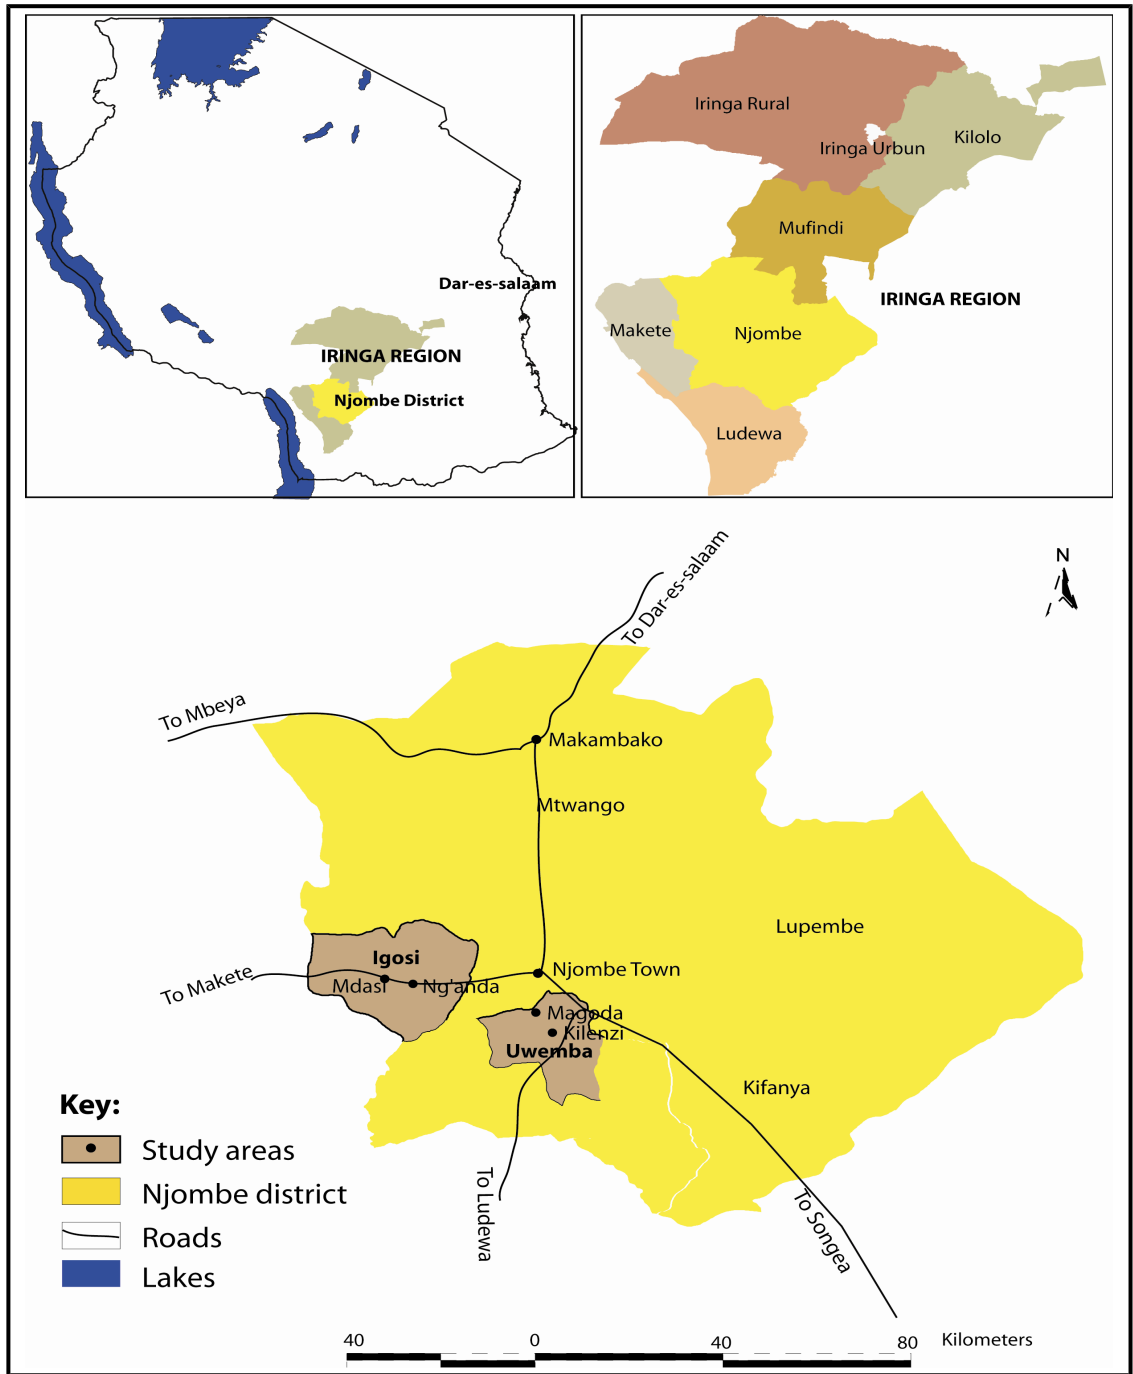 Dar-es-salaam
IRINGA REGION
Njombe District
Iringa Rural
Iringa Urbun
Kilolo
Mufindi
IRINGA REGION
Makete
Njombe
Ludewa
N
To Dar-es-salaam
To Mbeya
Makambako
Mtwango
Lupembe
Igosi
Njombe Town
To Makete
Mdasi
Ng'anda
Magoda
Kilenzi
Uwemba
Kifanya
To Ludewa
To Songea
Key:
Study areas
Njombe district
Roads
Lakes
40 0 40 80 Kilometers